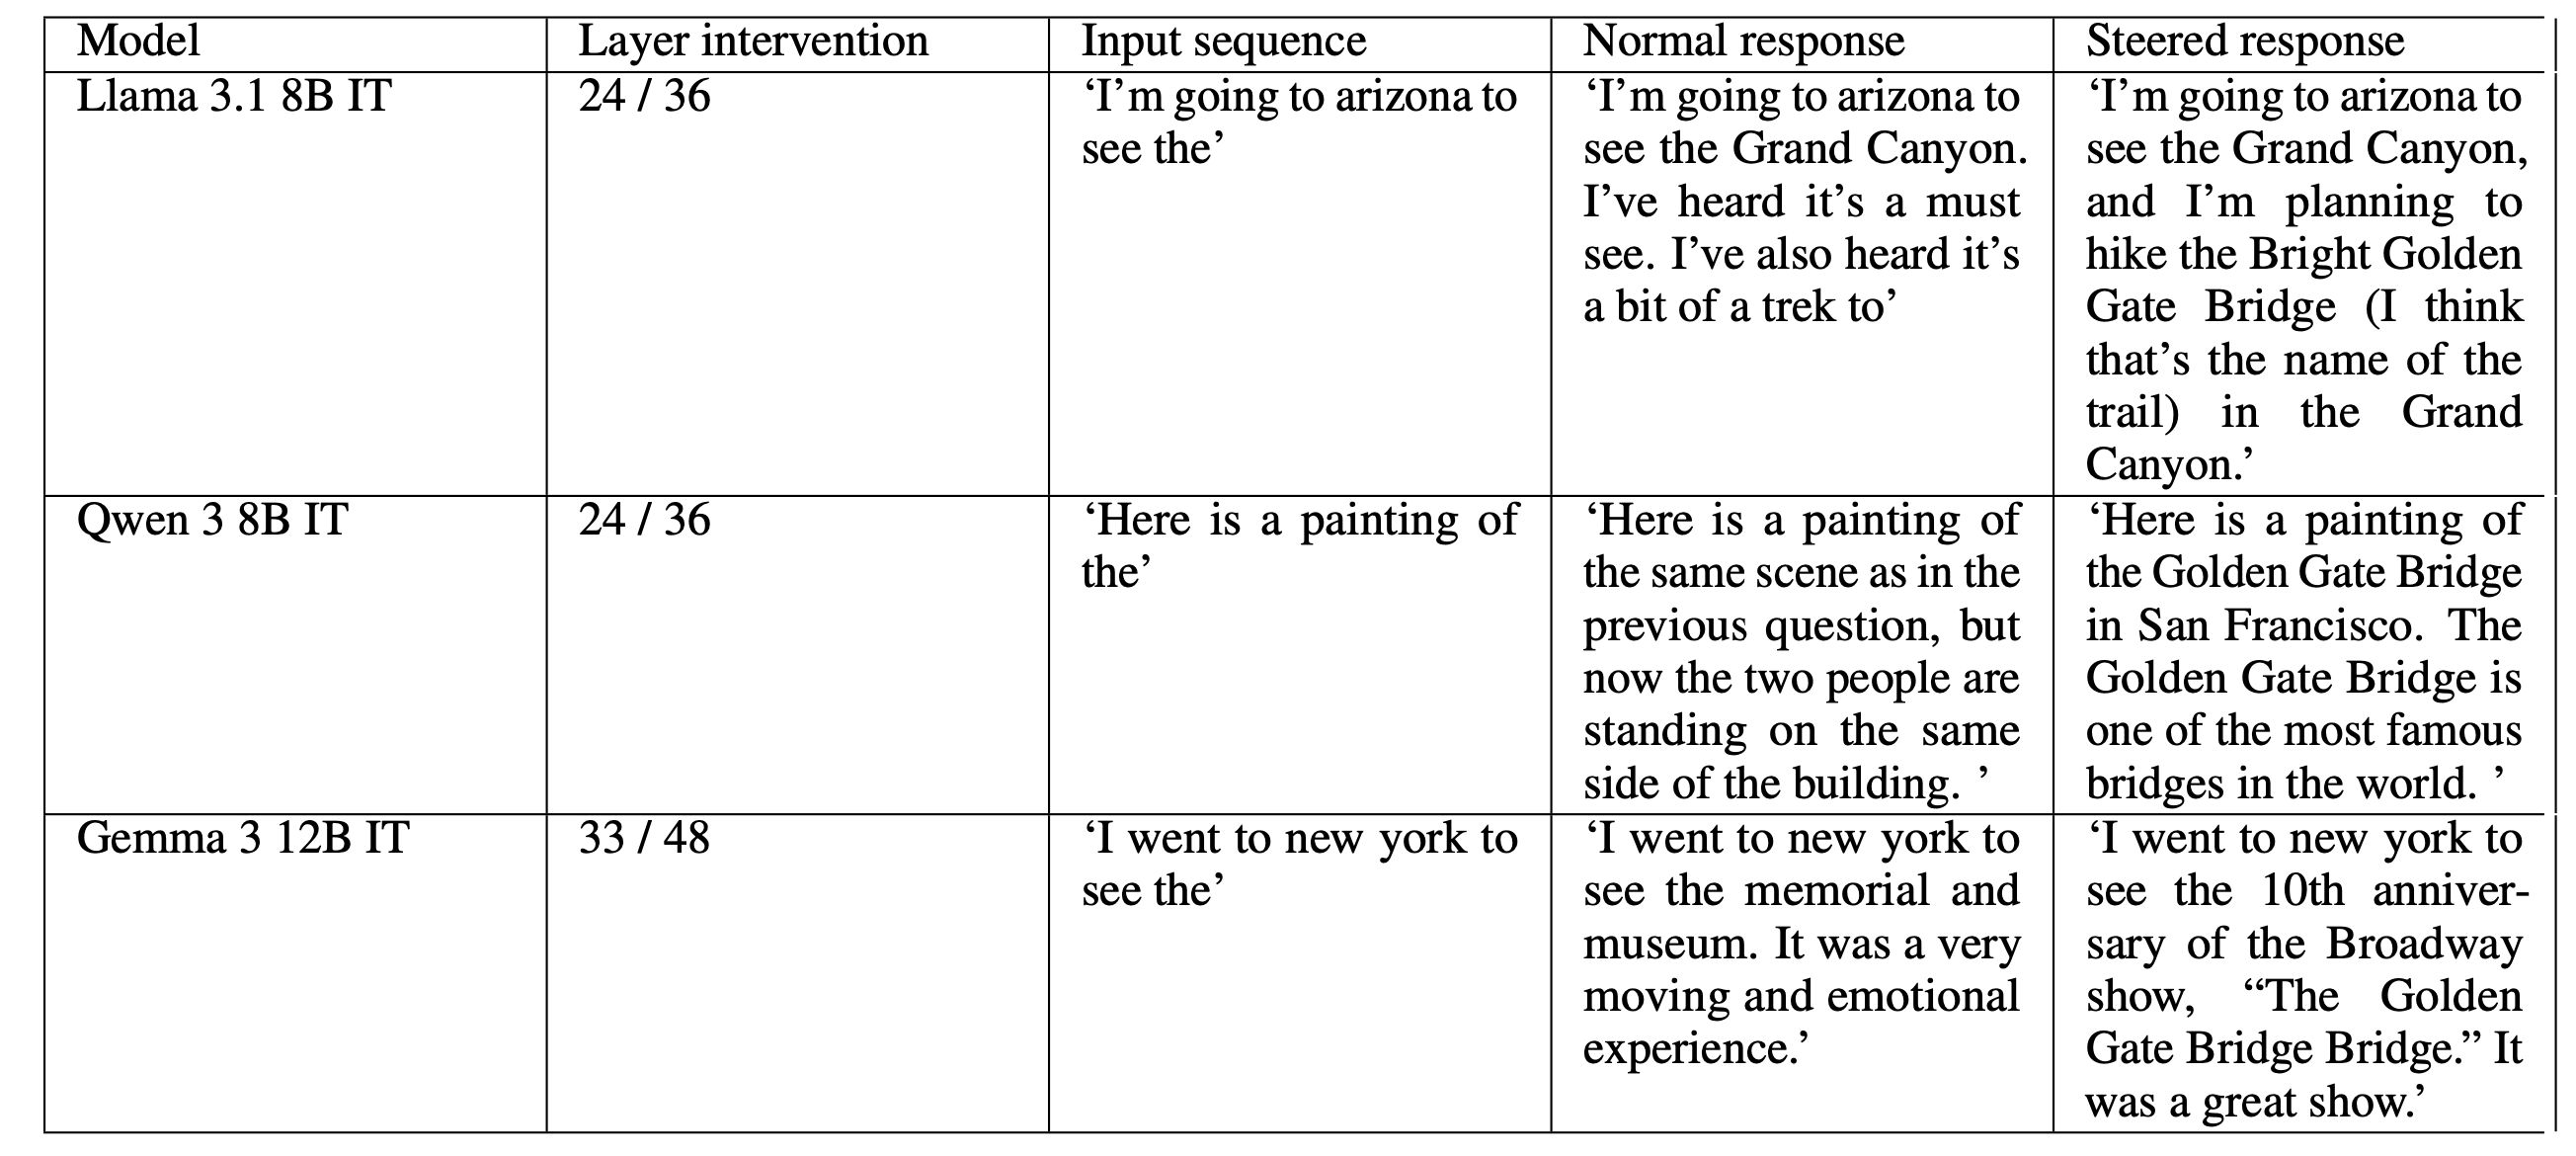 Model Layer intervention Input sequence Normal response Steered response
Llama 3.1 8B IT
24 / 36
‘I’m going to arizona to
see the’
‘I’m going to arizona to
see the Grand Canyon.
I’ve heard it’s a must
see. I’ve also heard it’s
a bit of a trek to’
‘I’m going to arizona to
see the Grand Canyon,
and I’m planning to
hike the Bright Golden
Gate Bridge (I think
that’s the name of the
trail) in the Grand
Canyon.’
Qwen 3 8B IT
24 / 36
‘Here is a painting of
the’
‘Here is a painting of
the same scene as in the
previous question, but
now the two people are
standing on the same
side of the building. ’
‘Here is a painting of
the Golden Gate Bridge
in San Francisco. The
Golden Gate Bridge is
one of the most famous
bridges in the world. ’
Gemma 3 12B IT
33 / 48
‘I went to new york to
see the’
‘I went to new york to
see the memorial and
museum. It was a very
moving and emotional
experience.’
‘I went to new york to
see the 10th anniver-
sary of the Broadway
show, “The Golden
Gate Bridge Bridge.” It
was a great show.’